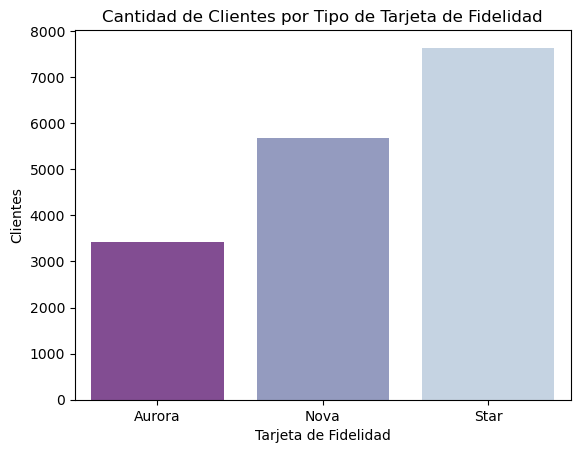 Cantidad de Clientes por Tipo de Tarjeta de Fidelidad
8000
7000
6000
5000
4000
3000
2000
1000
0
Clientes
Aurora Nova Star
Tarjeta de Fidelidad